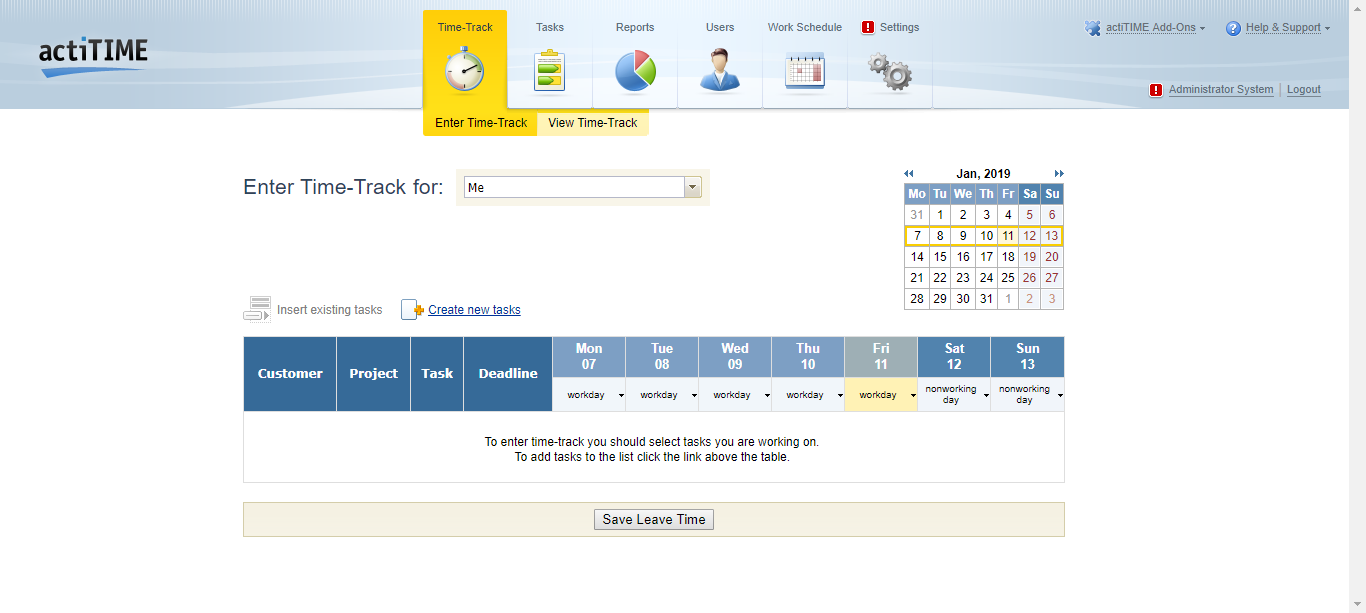 actiTIME
Time-Track
Tasks
Reports
Users
Work Schedule
Settings
actiTIME Add-Ons
Help & Support
Administrator System
Logout
Enter Time-Track
View Time-Track
Enter Time-Track for:
Me
Jan, 2019
Mo Tu We Th Fr Sa Su
31 1 2 3 4 5 6
7 8 9 10 11 12 13
14 15 16 17 18 19 20
21 22 23 24 25 26 27
28 29 30 31 1 2 3
Insert existing tasks
Create new tasks
Customer Project Task Deadline
Mon Tue Wed Thu Fri Sat Sun
07 08 09 10 11 12 13
workday workday workday workday workday nonworking nonworking
day day
To enter time-track you should select tasks you are working on.
To add tasks to the list click the link above the table.
Save Leave Time